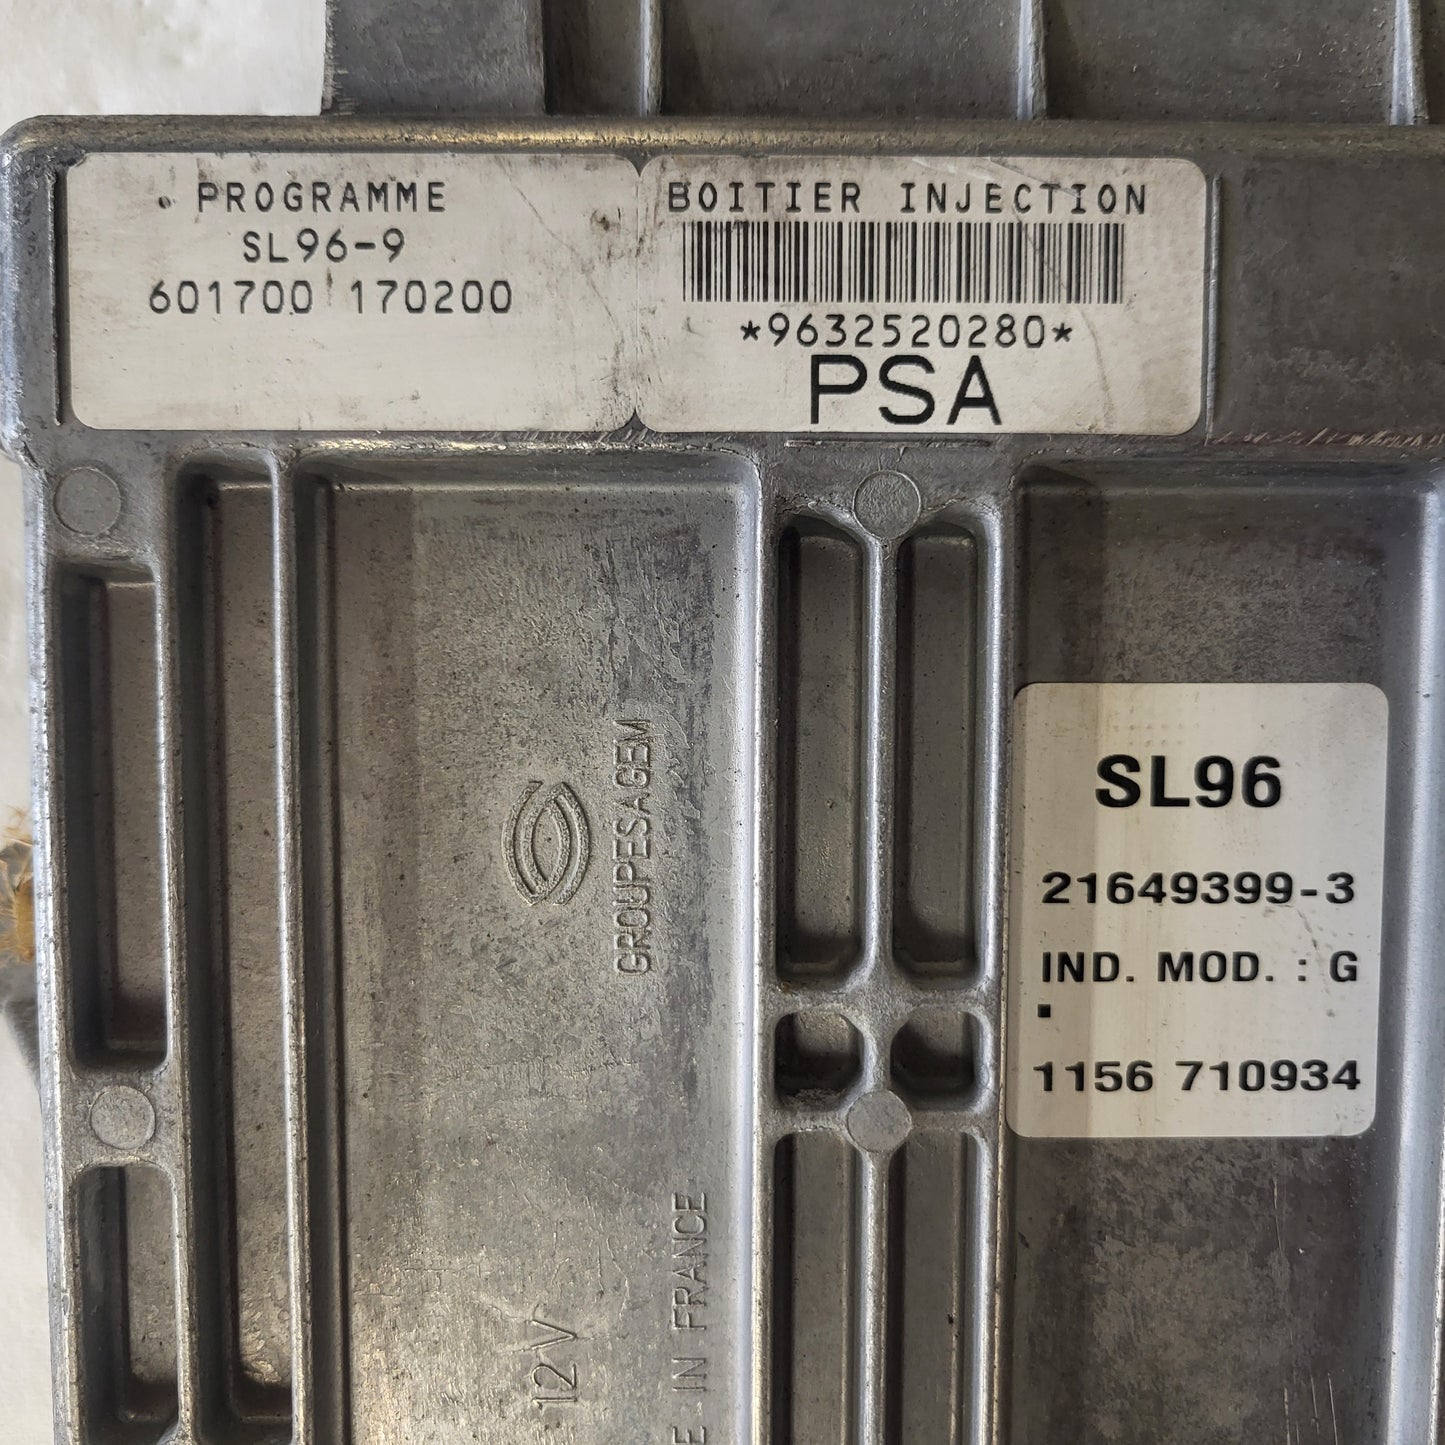 PROGRAMME
SL96-9
601700 170200
BOITIER INJECTION
*9632520280*
PSA
GROUPESAGEM
SL96
21649399-3
IND. MOD. : G
1156 710934
12V
E IN FRANCE